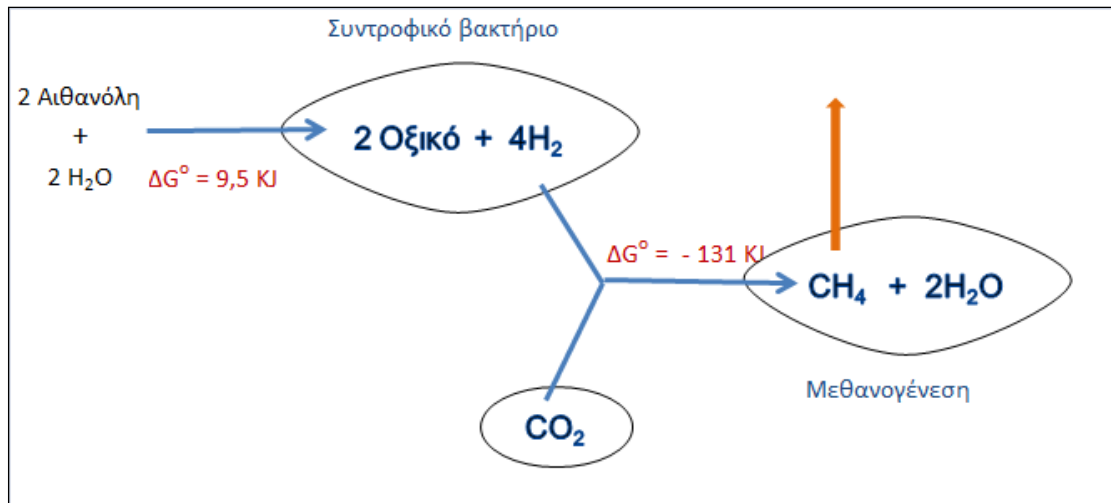 Συντροφικό βακτήριο
2 Αιθανόλη
+
2 H₂O
ΔG° = 9,5 KJ
2 Οξικό + 4H₂
ΔG° = - 131 KJ
CH₄ + 2H₂O
Μεθανογένεση
CO₂